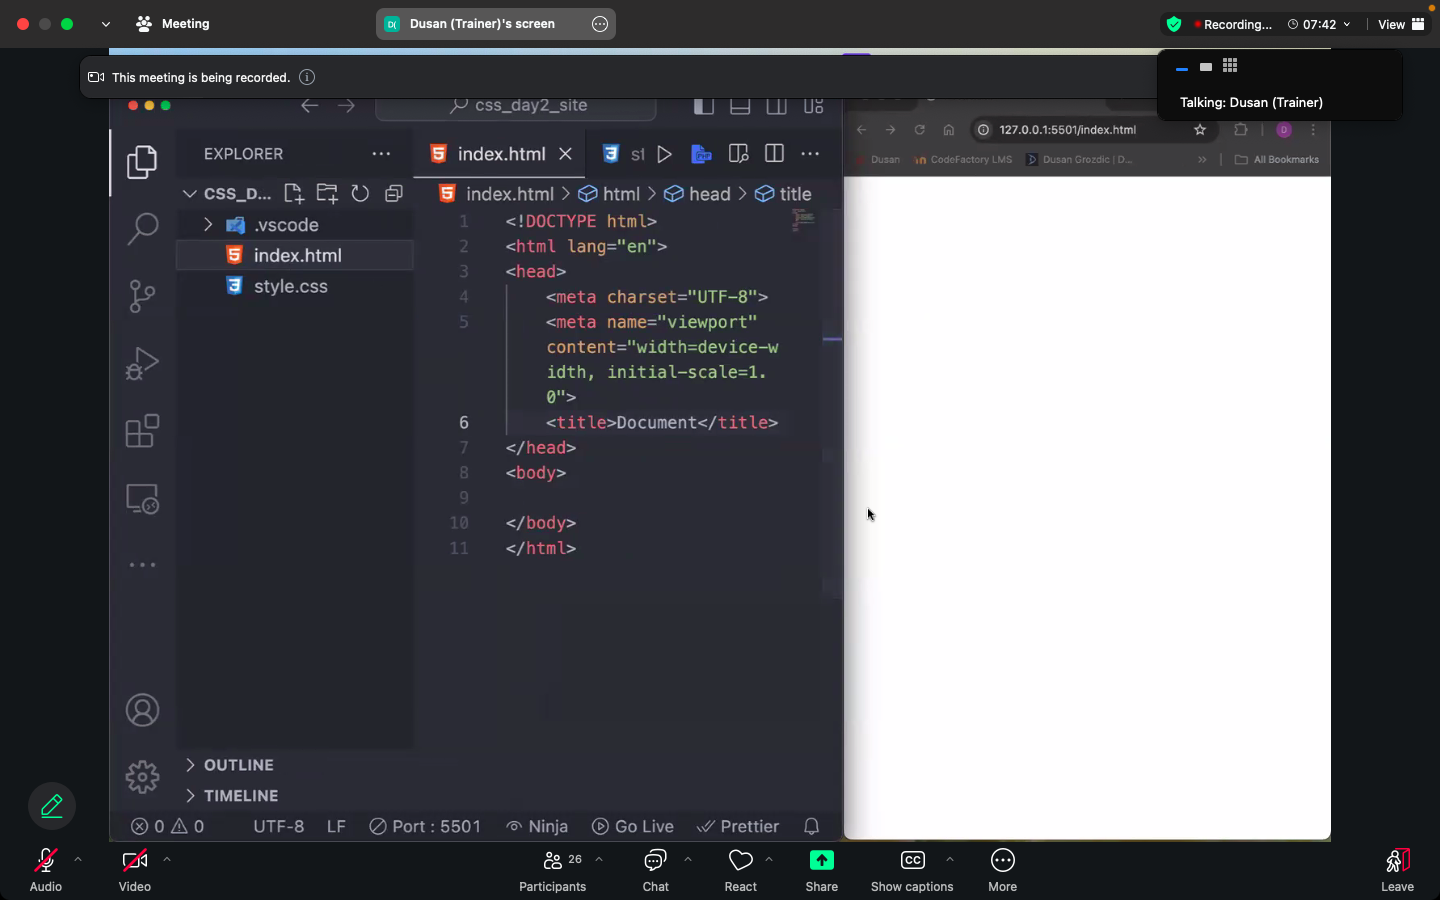 Meeting
D( Dusan (Trainer)'s screen
Recording...
07:42
View
This meeting is being recorded.
Talking: Dusan (Trainer)
css_day2_site
127.0.0.1:5501/index.html
D
Dusan
CodeFactory LMS
Dusan Grozdic | D...
All Bookmarks
EXPLORER
index.html
st
CSS_D...
index.html > html > head > title
.vscode
index.html
style.css
1 <!DOCTYPE html>
2 <html lang="en">
3 <head>
4 <meta charset="UTF-8">
5 <meta name="viewport"
content="width=device-w
idth, initial-scale=1.
0">
6 <title>Document</title>
7 </head>
8 <body>
9
10 </body>
11 </html>
OUTLINE
TIMELINE
0 0 UTF-8 LF Port : 5501 Ninja Go Live Prettier
Audio
Video
26
Participants
Chat
React
Share
CC
Show captions
More
Leave